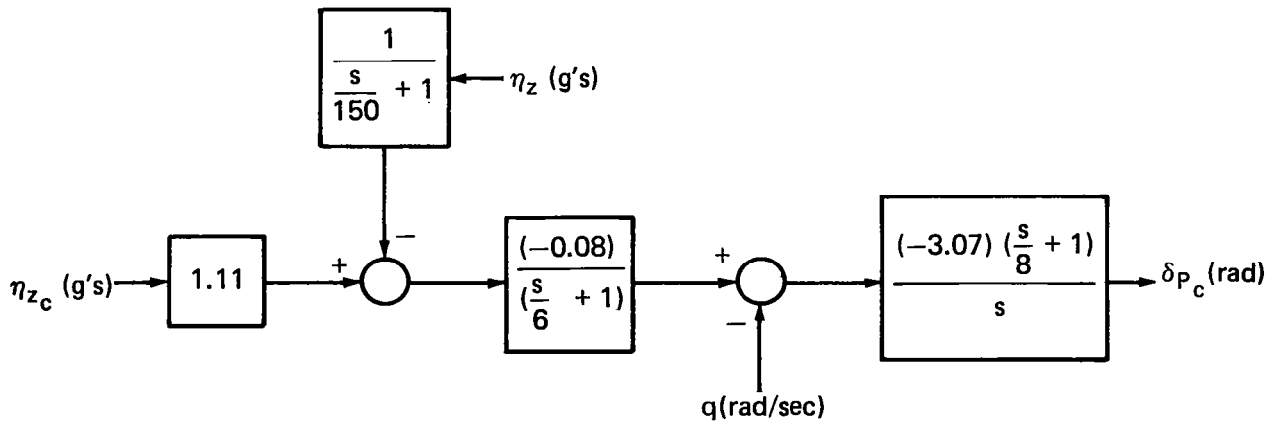 1
s
150 + 1
η_z (g's)
−
η_z_c (g's)
1.11
+
(−0.08)
(s/6 + 1)
+
−
q(rad/sec)
(−3.07) (s/8 + 1)
s
δ_P_c (rad)